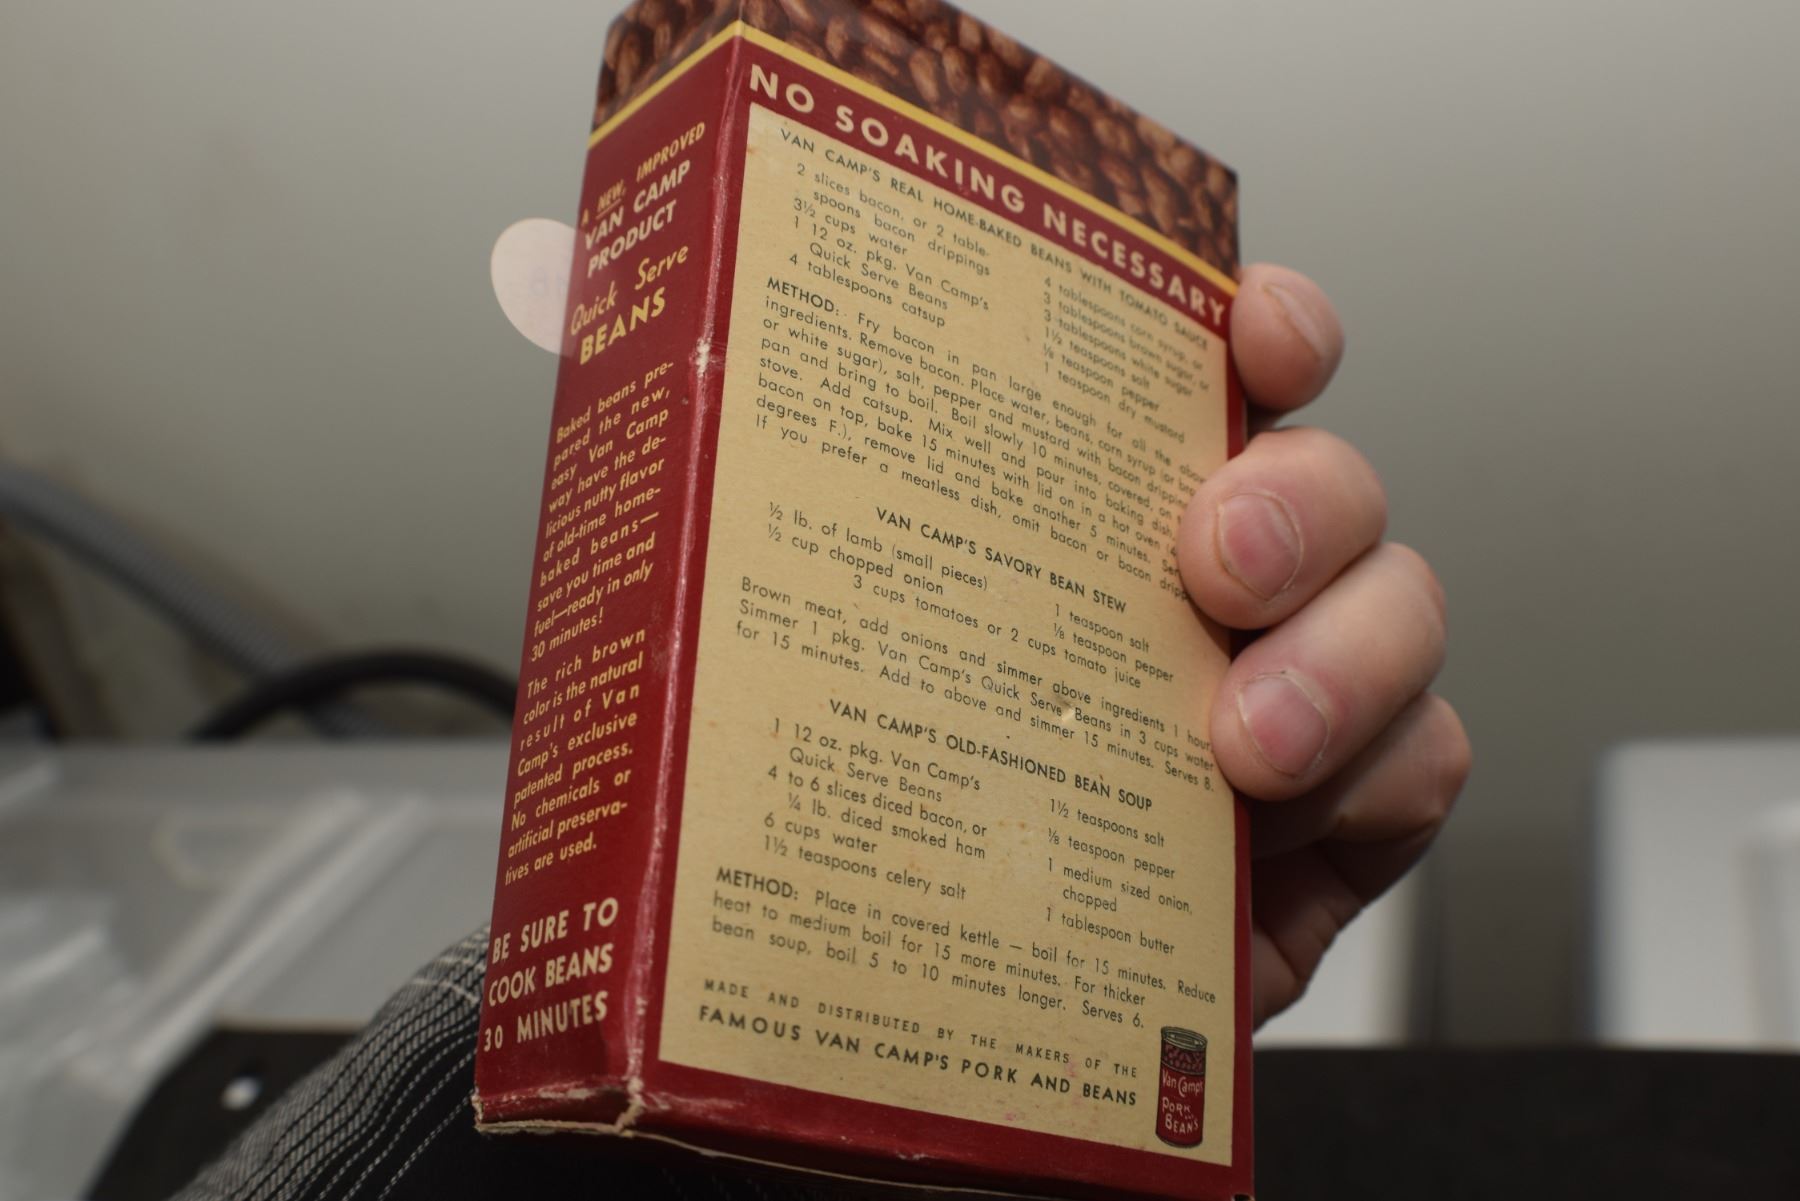 A NEW, IMPROVED
VAN CAMP
PRODUCT
Quick Serve
BEANS
Baked beans pre-
pared the new,
easy Van Camp
way have the de-
licious nutty flavor
of old-time home-
baked beans—
save you time and
fuel—ready in only
30 minutes!
The rich brown
color is the natural
result of Van
Camp's exclusive
patented process.
No chemicals or
artificial preserva-
tives are used.
BE SURE TO
COOK BEANS
30 MINUTES
NO SOAKING NECESSARY
VAN CAMP'S REAL HOME-BAKED BEANS WITH TOMATO SAUCE
2 slices bacon, or 2 table-
spoons bacon drippings
3½ cups water
1 12 oz. pkg. Van Camp's
Quick Serve Beans
4 tablespoons catsup
4 tablespoons corn syrup, or
3 tablespoons brown sugar, or
3 tablespoons white sugar
1½ teaspoons salt
⅛ teaspoon pepper
1 teaspoon dry mustard
METHOD: Fry bacon in pan large enough for all the above
ingredients. Remove bacon. Place water, beans, corn syrup (or
or white sugar), salt, pepper and mustard with bacon
pan and bring to boil. Boil slowly 10 minutes, covered, on
stove. Add catsup. Mix well and pour into baking dish,
bacon on top, bake 15 minutes with lid on in a hot oven
degrees F.), remove lid and bake another 5 minutes.
If you prefer a meatless dish, omit bacon or bacon
VAN CAMP'S SAVORY BEAN STEW
½ lb. of lamb (small pieces)
½ cup chopped onion
1 teaspoon salt
⅛ teaspoon pepper
3 cups tomatoes or 2 cups tomato juice
Brown meat, add onions and simmer above ingredients 1 hour.
Simmer 1 pkg. Van Camp's Quick Serve Beans in 3 cups water
for 15 minutes. Add to above and simmer 15 minutes. Serves 8.
VAN CAMP'S OLD-FASHIONED BEAN SOUP
1 12 oz. pkg. Van Camp's
Quick Serve Beans
4 to 6 slices diced bacon, or
¼ lb. diced smoked ham
6 cups water
1½ teaspoons celery salt
1½ teaspoons salt
⅛ teaspoon pepper
1 medium sized onion,
chopped
1 tablespoon butter
METHOD: Place in covered kettle — boil for 15 minutes. Reduce
heat to medium boil for 15 more minutes. For thicker
bean soup, boil 5 to 10 minutes longer. Serves 6.
MADE AND DISTRIBUTED BY THE MAKERS OF THE
FAMOUS VAN CAMP'S PORK AND BEANS
Van Camp's
PORK AND
BEANS